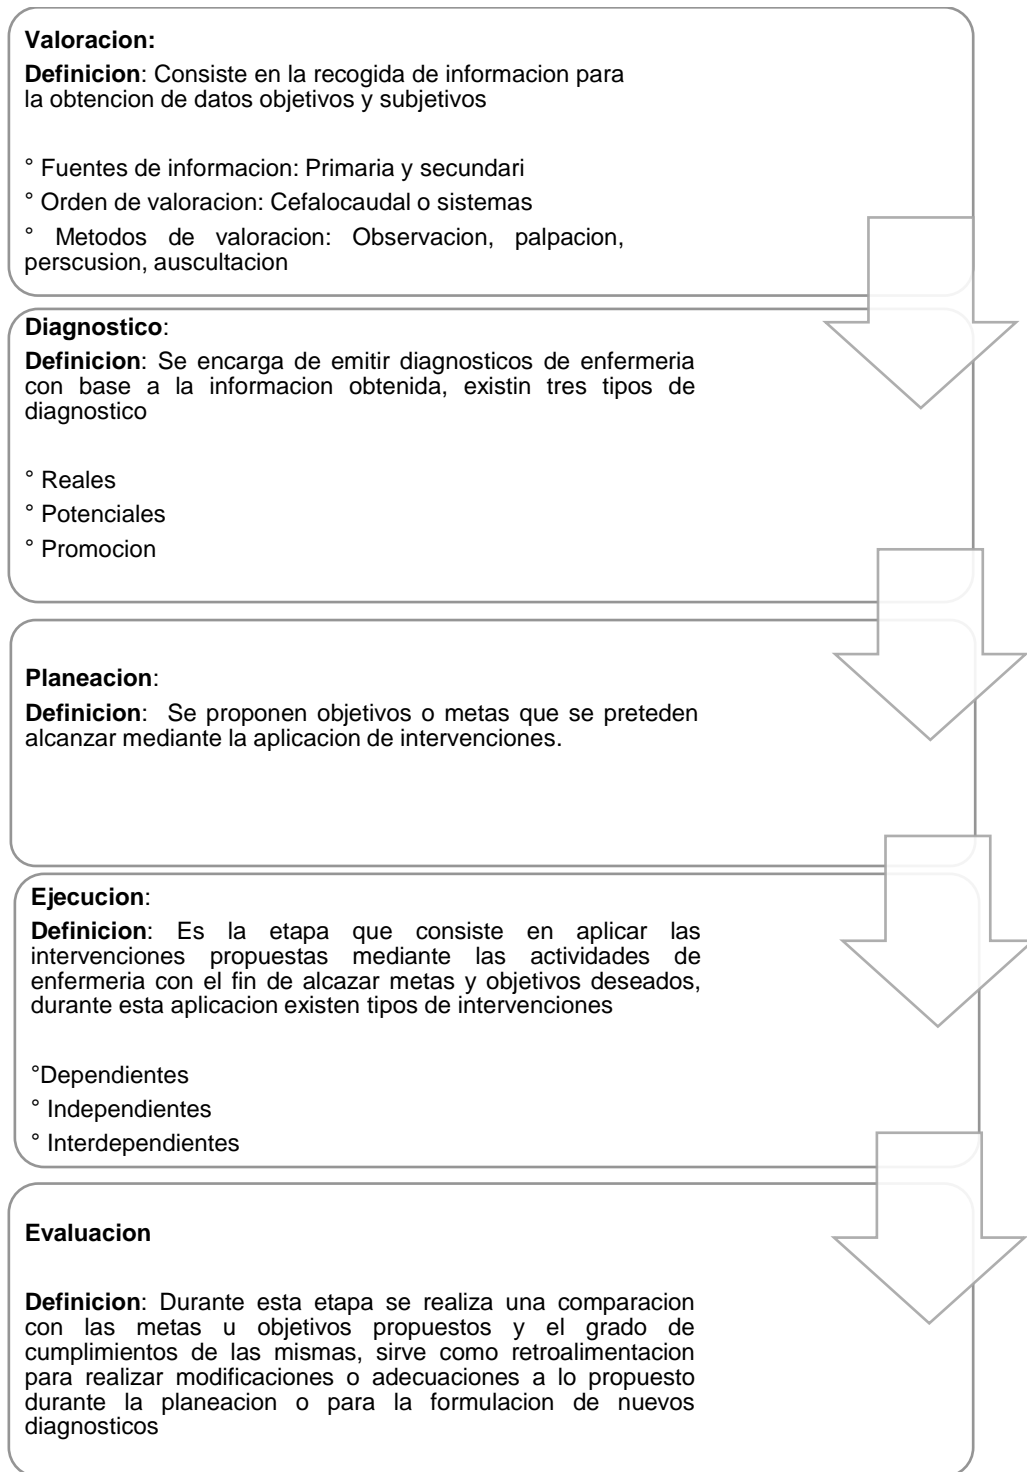 Valoracion:
Definicion: Consiste en la recogida de informacion para
la obtencion de datos objetivos y subjetivos
° Fuentes de informacion: Primaria y secundari
° Orden de valoracion: Cefalocaudal o sistemas
° Metodos de valoracion: Observacion, palpacion,
perscusion, auscultacion
Diagnostico:
Definicion: Se encarga de emitir diagnosticos de enfermeria
con base a la informacion obtenida, existin tres tipos de
diagnostico
° Reales
° Potenciales
° Promocion
Planeacion:
Definicion: Se proponen objetivos o metas que se preteden
alcanzar mediante la aplicacion de intervenciones.
Ejecucion:
Definicion: Es la etapa que consiste en aplicar las
intervenciones propuestas mediante las actividades de
enfermeria con el fin de alcazar metas y objetivos deseados,
durante esta aplicacion existen tipos de intervenciones
°Dependientes
° Independientes
° Interdependientes
Evaluacion
Definicion: Durante esta etapa se realiza una comparacion
con las metas u objetivos propuestos y el grado de
cumplimientos de las mismas, sirve como retroalimentacion
para realizar modificaciones o adecuaciones a lo propuesto
durante la planeacion o para la formulacion de nuevos
diagnosticos